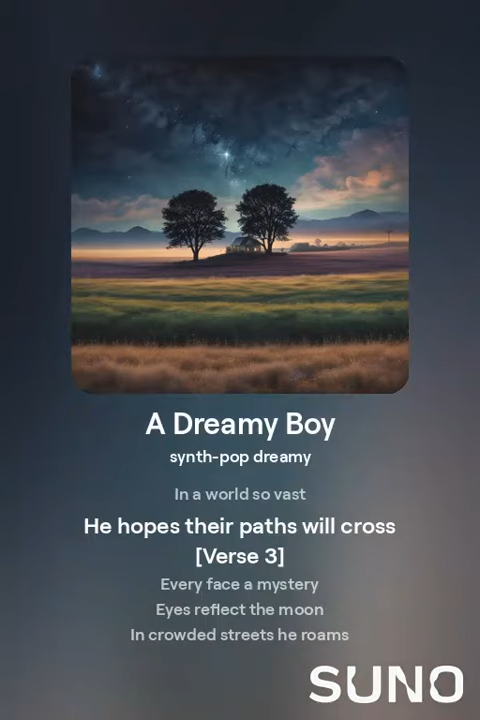 A Dreamy Boy
synth-pop dreamy
In a world so vast
He hopes their paths will cross
[Verse 3]
Every face a mystery
Eyes reflect the moon
In crowded streets he roams
SUNO